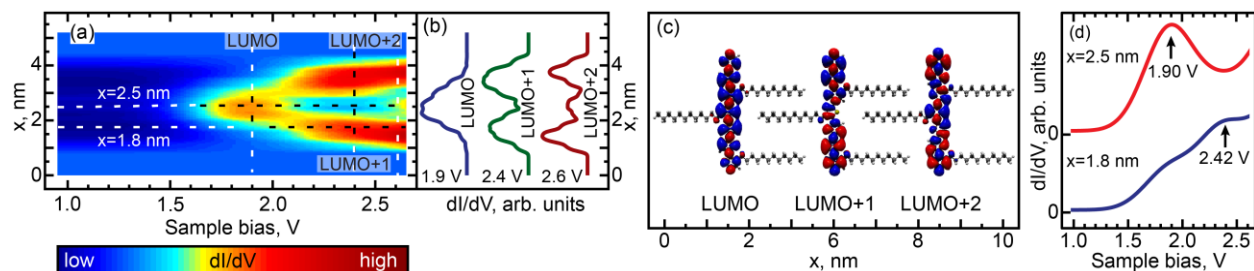 (a)
LUMO
LUMO+2
x=2.5 nm
x=1.8 nm
LUMO+1
x, nm
4
2
0
1.0
1.5
2.0
2.5
Sample bias, V
low
dI/dV
high
(b)
LUMO
LUMO+1
LUMO+2
1.9 V
2.4 V
2.6 V
dI/dV, arb. units
4
2
0
x, nm
(c)
LUMO
LUMO+1
LUMO+2
0
2
4
6
8
10
x, nm
(d)
x=2.5 nm
1.90 V
0
x=1.8 nm
2.42 V
0
dI/dV, arb. units
1.0
1.5
2.0
2.5
Sample bias, V